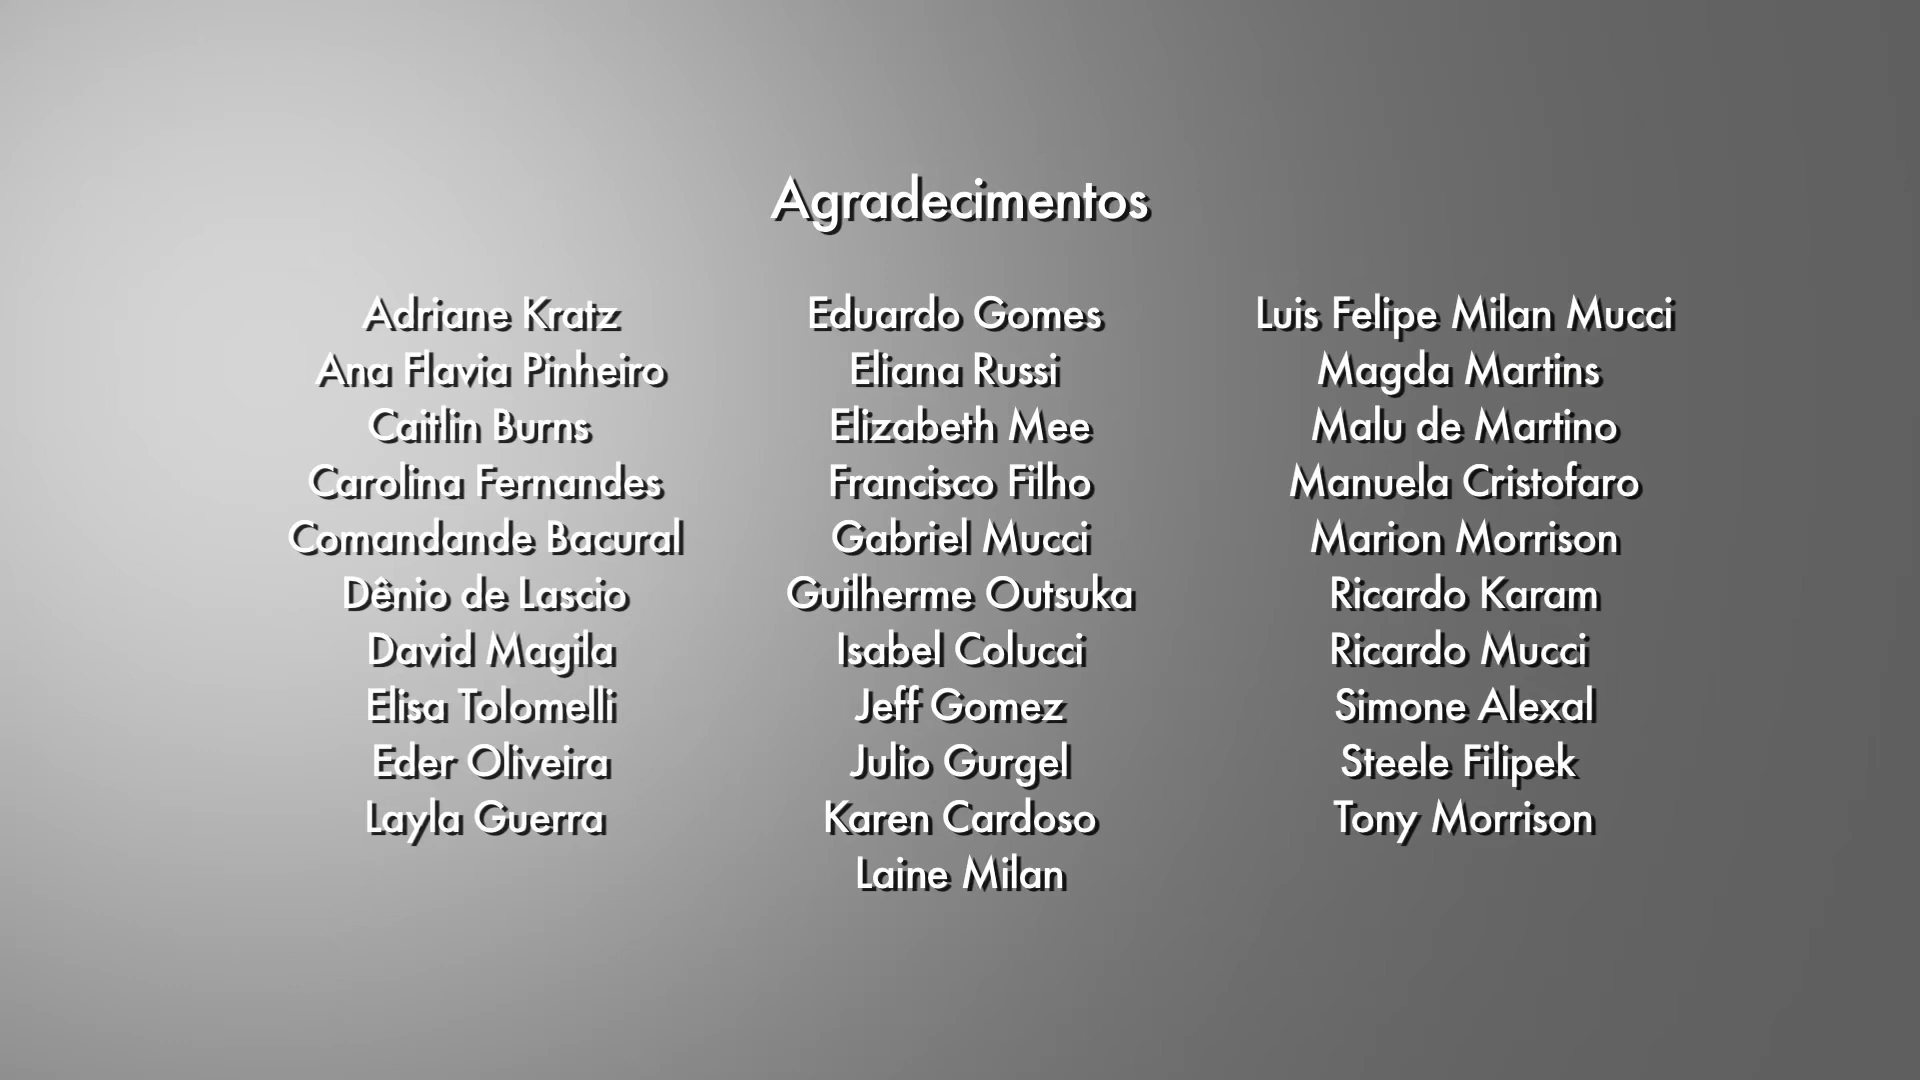 Agradecimentos
Adriane Kratz
Ana Flavia Pinheiro
Caitlin Burns
Carolina Fernandes
Comandande Bacural
Dênio de Lascio
David Magila
Elisa Tolomelli
Eder Oliveira
Layla Guerra
Eduardo Gomes
Eliana Russi
Elizabeth Mee
Francisco Filho
Gabriel Mucci
Guilherme Outsuka
Isabel Colucci
Jeff Gomez
Julio Gurgel
Karen Cardoso
Laine Milan
Luis Felipe Milan Mucci
Magda Martins
Malu de Martino
Manuela Cristofaro
Marion Morrison
Ricardo Karam
Ricardo Mucci
Simone Alexal
Steele Filipek
Tony Morrison